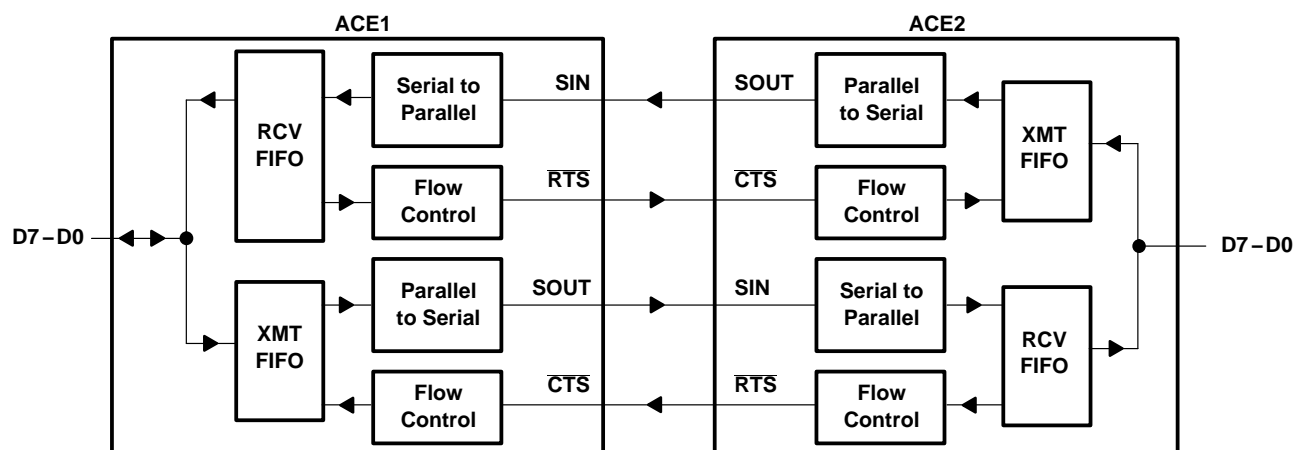 ACE1
ACE2
Serial to
Parallel
SIN
SOUT
Parallel
to Serial
RCV
FIFO
XMT
FIFO
Flow
Control
RTS
CTS
Flow
Control
D7–D0
D7–D0
Parallel
to Serial
SOUT
SIN
Serial to
Parallel
XMT
FIFO
RCV
FIFO
Flow
Control
CTS
RTS
Flow
Control